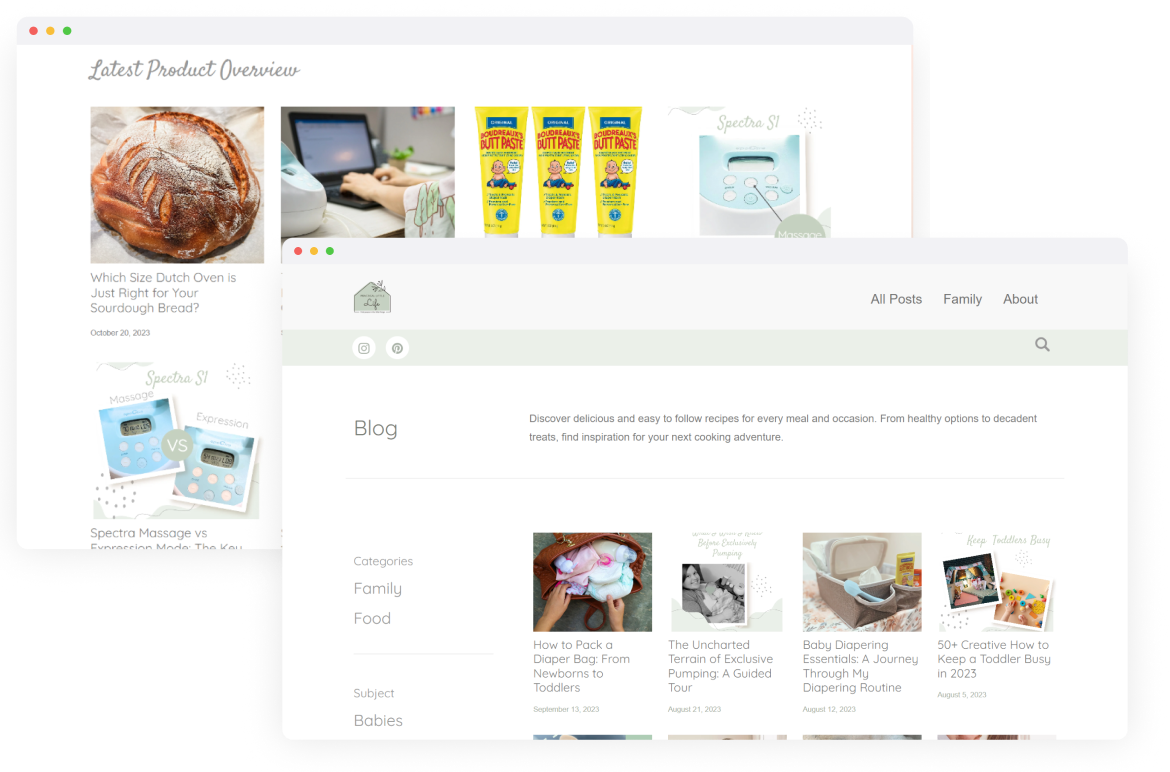 Latest Product Overview
ORIGINAL ORIGINAL ORIGINAL
BOUDREAUX'S BOUDREAUX'S BOUDREAUX'S
BUTT PASTE BUTT PASTE BUTT PASTE
Spectra S1
Massage
Which Size Dutch Oven is
Just Right for Your
Sourdough Bread?
October 20, 2023
Spectra S1
Massage
Expression
VS
Spectra Massage vs
Expression Mode: The Key
Life
All Posts Family About
Blog
Discover delicious and easy to follow recipes for every meal and occasion. From healthy options to decadent
treats, find inspiration for your next cooking adventure.
Categories
Family
Food
Subject
Babies
Before Exclusively
Pumping
Keep Toddlers Busy
How to Pack a
Diaper Bag: From
Newborns to
Toddlers
September 13, 2023
The Uncharted
Terrain of Exclusive
Pumping: A Guided
Tour
August 21, 2023
Baby Diapering
Essentials: A Journey
Through My
Diapering Routine
August 12, 2023
50+ Creative How to
Keep a Toddler Busy
in 2023
August 5, 2023